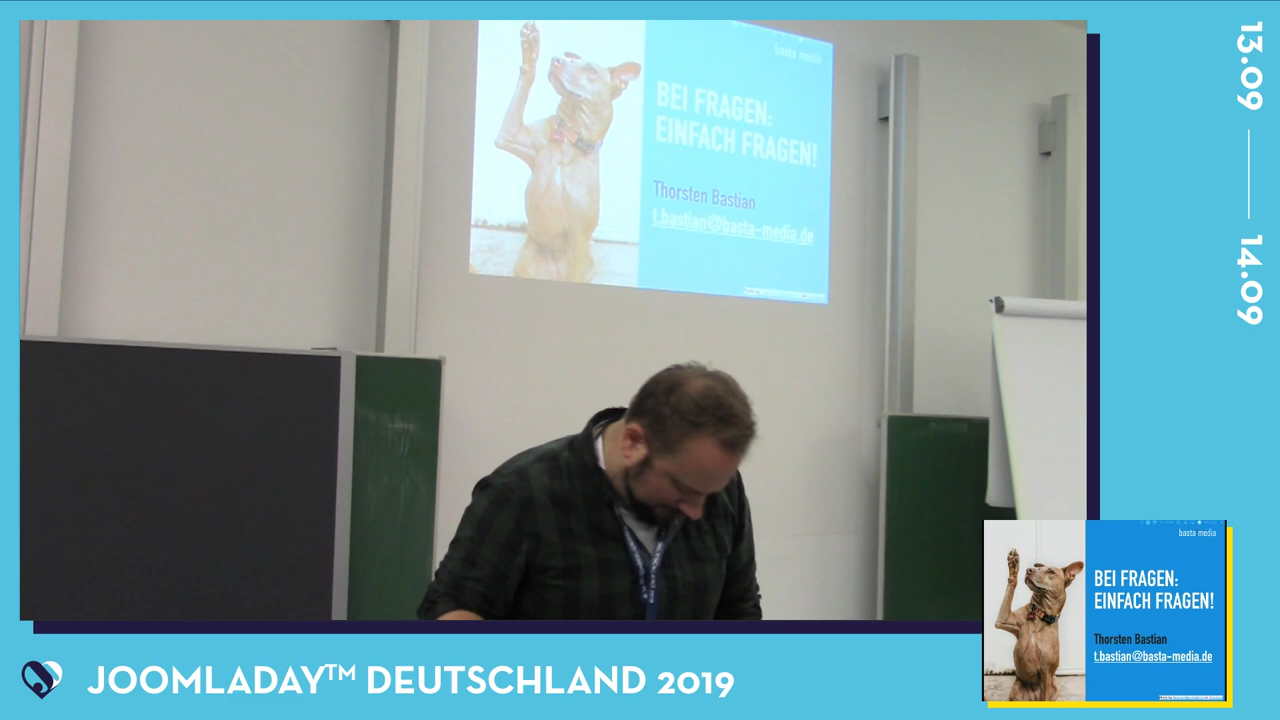 basta media
BEI FRAGEN:
EINFACH FRAGEN!
Thorsten Bastian
t.bastian@basta-media.de
13.09
14.09
basta media
BEI FRAGEN:
EINFACH FRAGEN!
Thorsten Bastian
t.bastian@basta-media.de
JOOMLADAY™ DEUTSCHLAND 2019